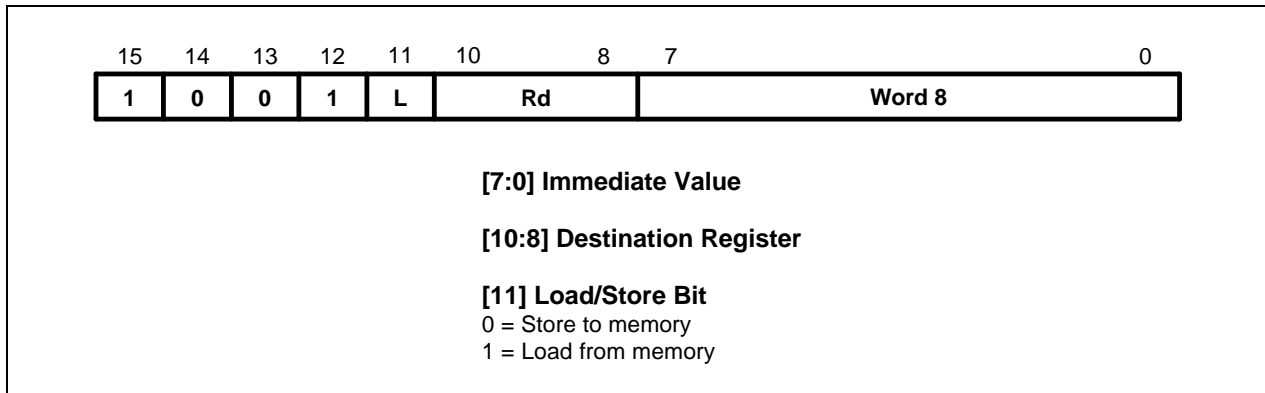 15 14 13 12 11 10 8 7 0
1 0 0 1 L Rd Word 8
[7:0] Immediate Value
[10:8] Destination Register
[11] Load/Store Bit
0 = Store to memory
1 = Load from memory